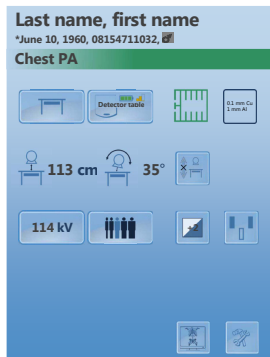 Last name, first name
*June 10, 1960, 08154711032,
Chest PA
Detector table
0.1 mm Cu
1 mm Al
113 cm
35°
114 kV
+2